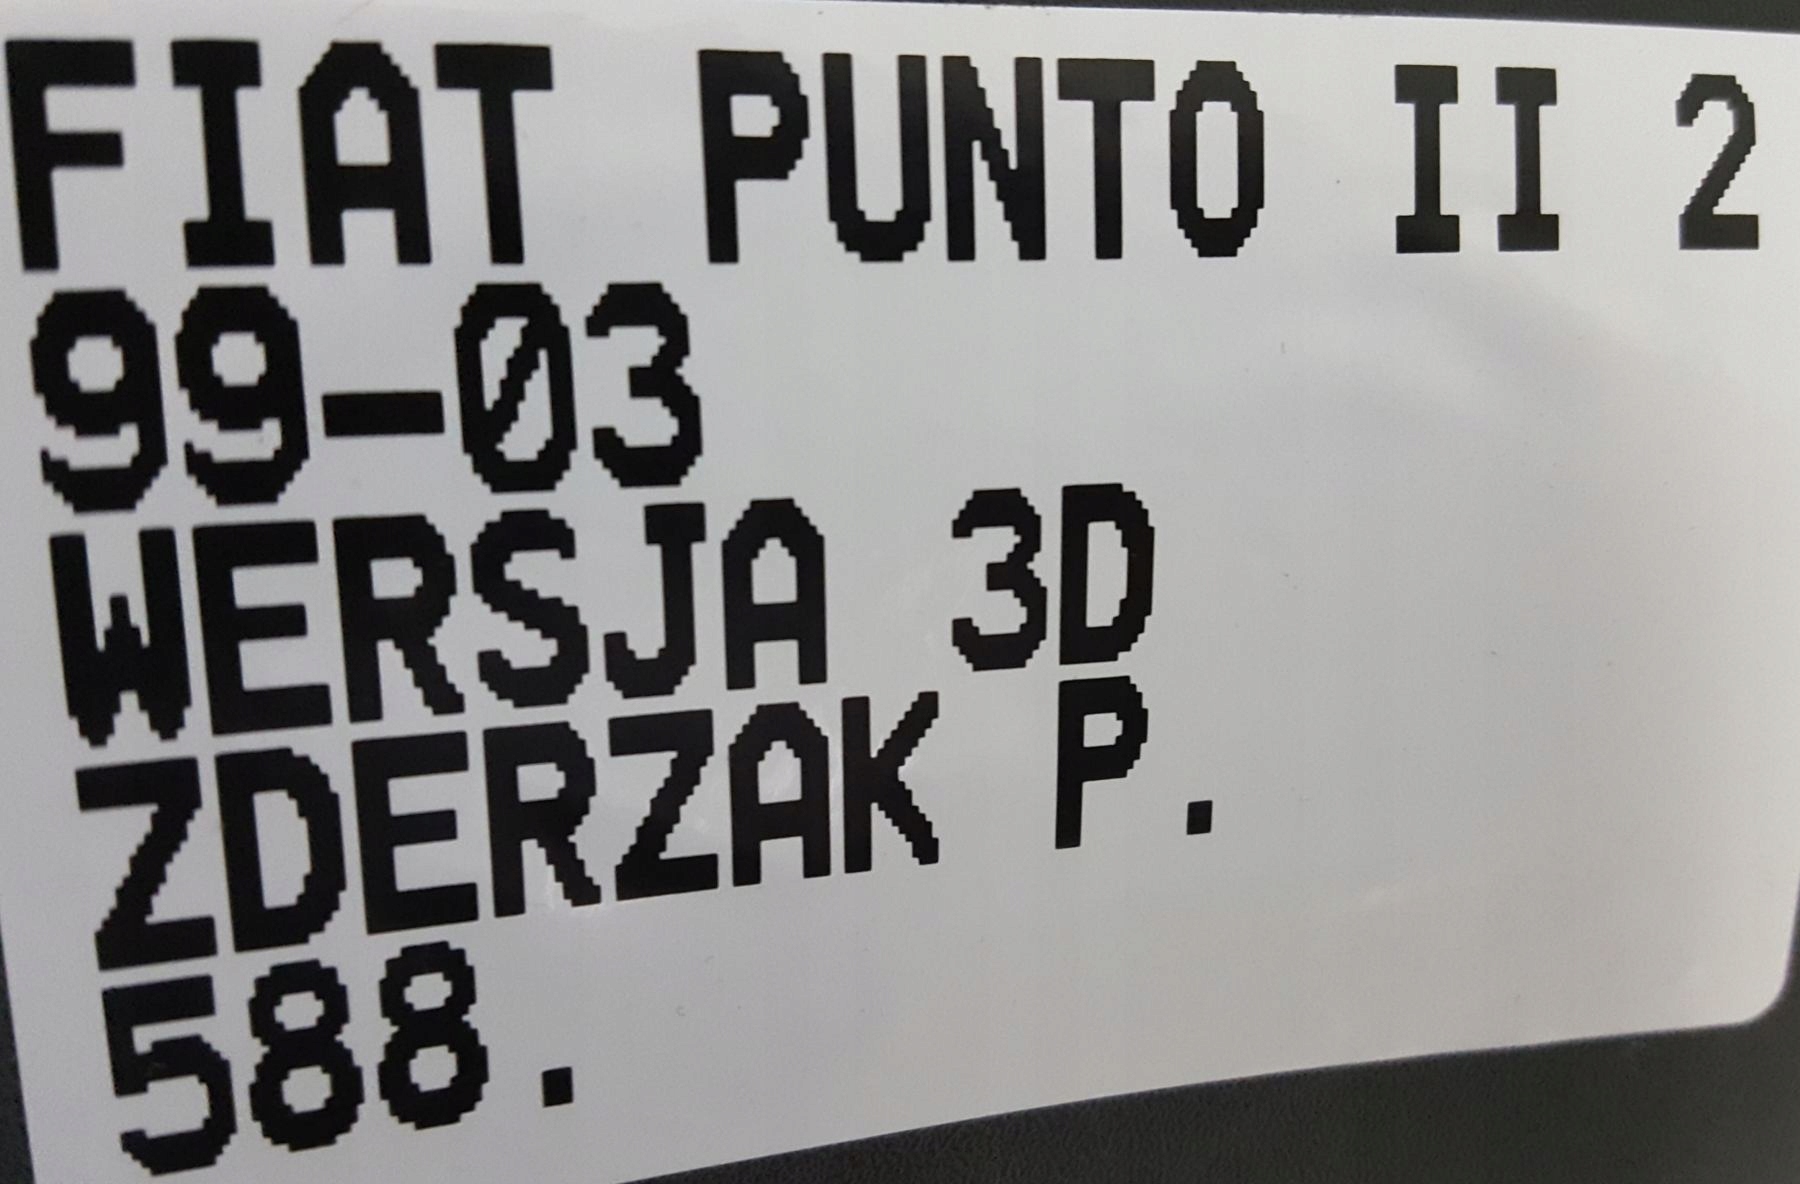 FIAT PUNTO II 2
99-03
WERSJA 3D
ZDERZAK P.
588.